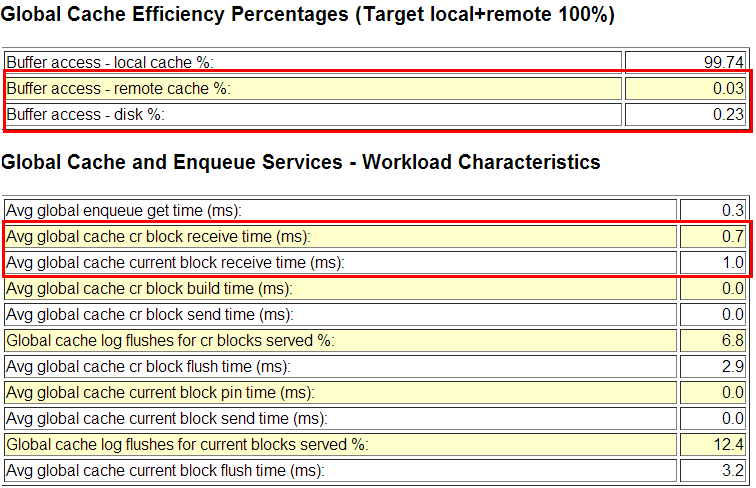 Global Cache Efficiency Percentages (Target local+remote 100%)
Buffer access - local cache %: 99.74
Buffer access - remote cache %: 0.03
Buffer access - disk %: 0.23
Global Cache and Enqueue Services - Workload Characteristics
Avg global enqueue get time (ms): 0.3
Avg global cache cr block receive time (ms): 0.7
Avg global cache current block receive time (ms): 1.0
Avg global cache cr block build time (ms): 0.0
Avg global cache cr block send time (ms): 0.0
Global cache log flushes for cr blocks served %: 6.8
Avg global cache cr block flush time (ms): 2.9
Avg global cache current block pin time (ms): 0.0
Avg global cache current block send time (ms): 0.0
Global cache log flushes for current blocks served %: 12.4
Avg global cache current block flush time (ms): 3.2